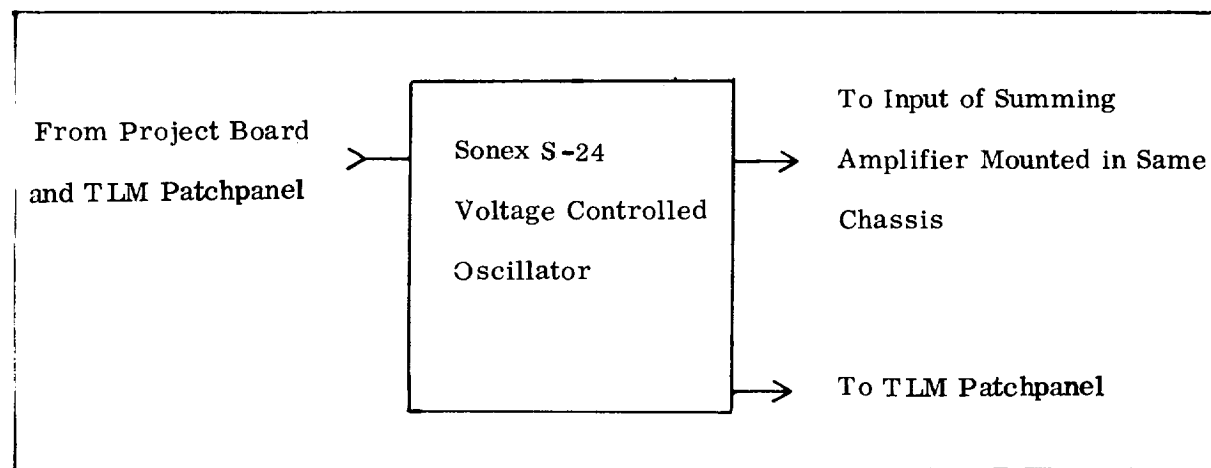 From Project Board
and TLM Patchpanel
Sonex S-24
Voltage Controlled
Oscillator
To Input of Summing
Amplifier Mounted in Same
Chassis
To TLM Patchpanel